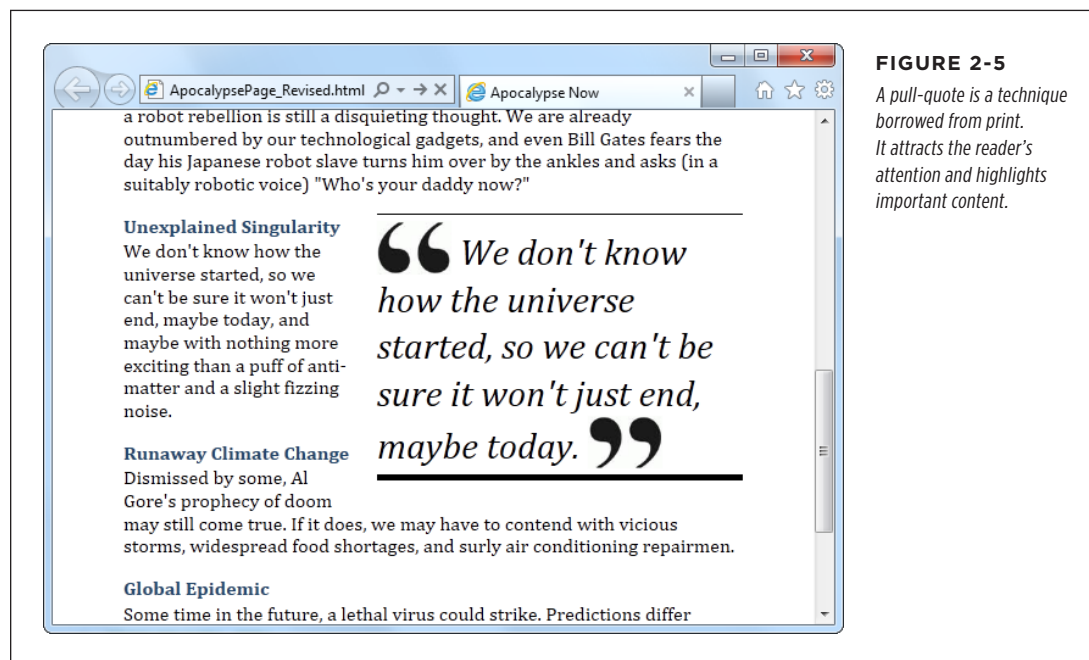 ApocalypsePage_Revised.html
Apocalypse Now
a robot rebellion is still a disquieting thought. We are already
outnumbered by our technological gadgets, and even Bill Gates fears the
day his Japanese robot slave turns him over by the ankles and asks (in a
suitably robotic voice) "Who's your daddy now?"
Unexplained Singularity
We don't know how the
universe started, so we
can't be sure it won't just
end, maybe today, and
maybe with nothing more
exciting than a puff of anti-
matter and a slight fizzing
noise.
“ We don't know
how the universe
started, so we can't be
sure it won't just end,
maybe today. ”
Runaway Climate Change
Dismissed by some, Al
Gore's prophecy of doom
may still come true. If it does, we may have to contend with vicious
storms, widespread food shortages, and surly air conditioning repairmen.
Global Epidemic
Some time in the future, a lethal virus could strike. Predictions differ
FIGURE 2-5
A pull-quote is a technique
borrowed from print.
It attracts the reader's
attention and highlights
important content.